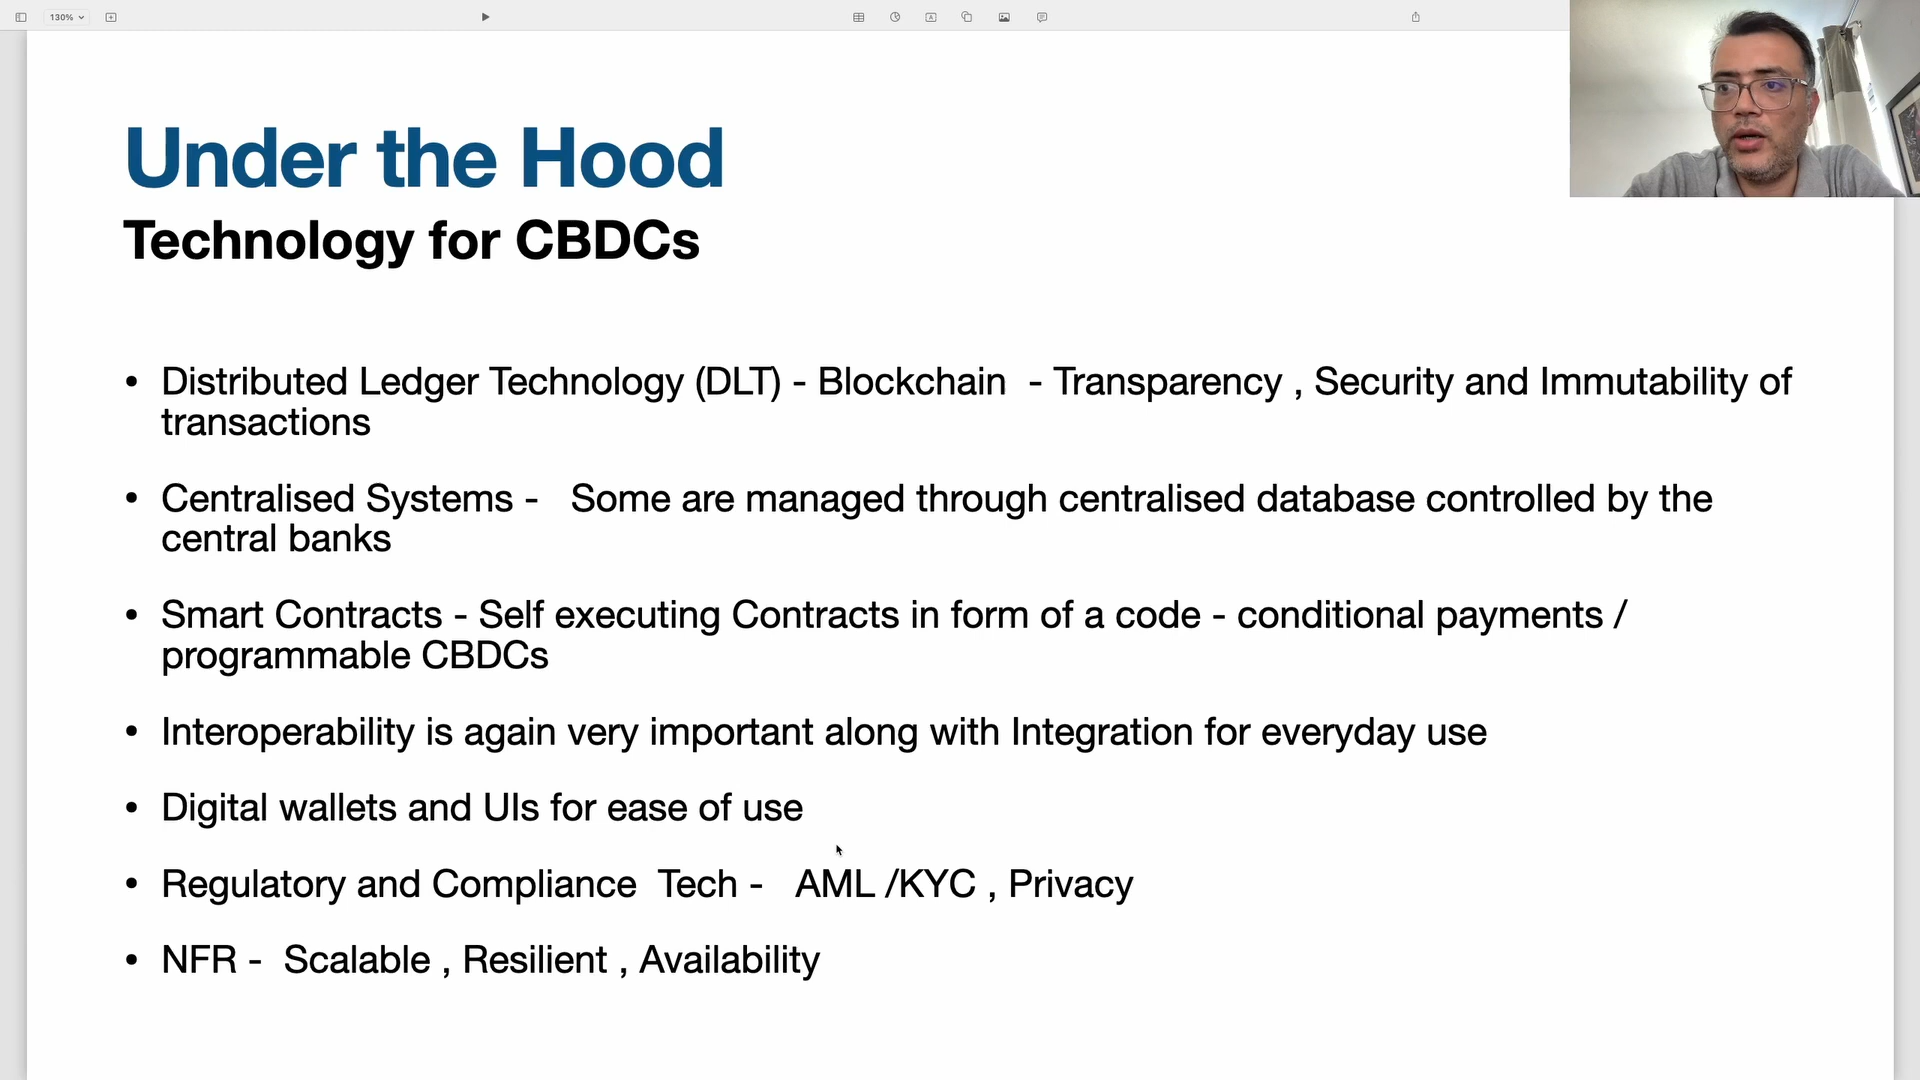 130%
Under the Hood
Technology for CBDCs
• Distributed Ledger Technology (DLT) - Blockchain  - Transparency , Security and Immutability of
transactions
• Centralised Systems -   Some are managed through centralised database controlled by the
central banks
• Smart Contracts - Self executing Contracts in form of a code - conditional payments /
programmable CBDCs
• Interoperability is again very important along with Integration for everyday use
• Digital wallets and UIs for ease of use
• Regulatory and Compliance  Tech -   AML /KYC , Privacy
• NFR -  Scalable , Resilient , Availability